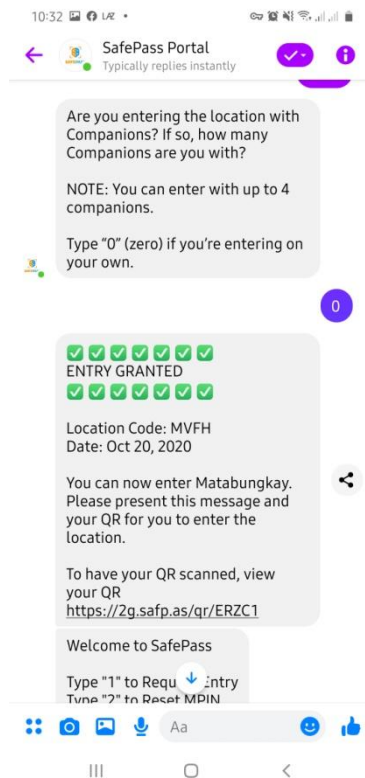 10:32
SafePass Portal
Typically replies instantly
Are you entering the location with
Companions? If so, how many
Companions are you with?
NOTE: You can enter with up to 4
companions.
Type “0” (zero) if you’re entering on
your own.
0
ENTRY GRANTED
Location Code: MVFH
Date: Oct 20, 2020
You can now enter Matabungkay.
Please present this message and
your QR for you to enter the
location.
To have your QR scanned, view
your QR
https://2g.safp.as/qr/ERZC1
Welcome to SafePass
Type "1" to Entry
Type "2" to Reset MPIN
Aa